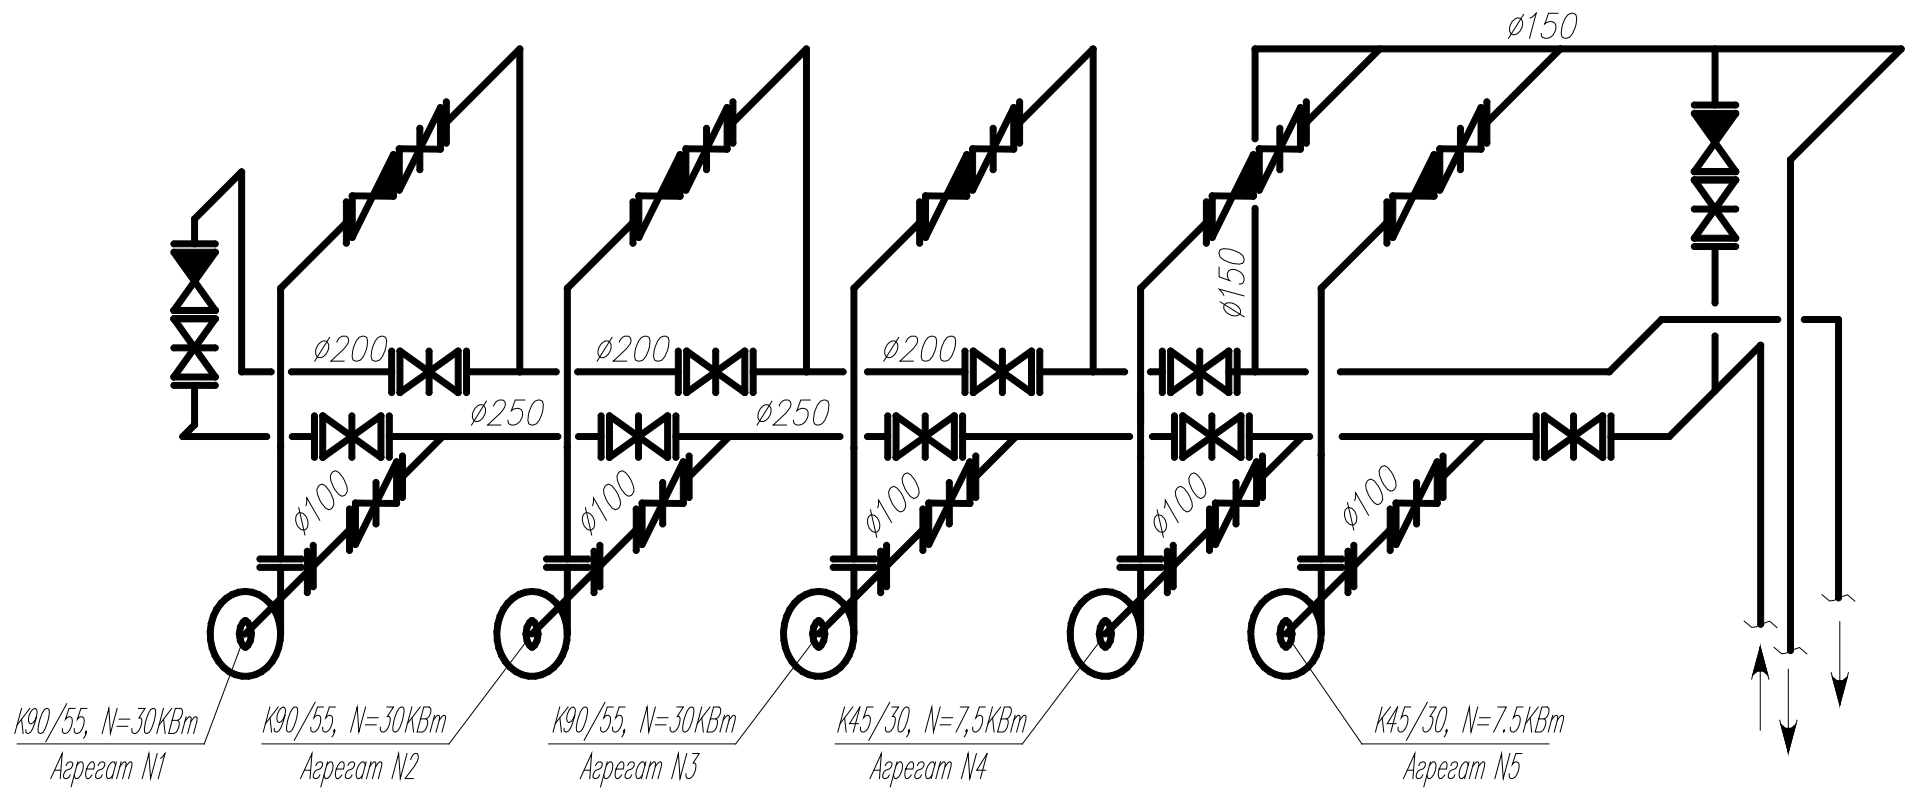 ø150
ø150
ø200
ø200
ø200
ø250
ø250
ø100
ø100
ø100
ø100
ø100
К90/55, N=30КВт
Агрегат N1
К90/55, N=30КВт
Агрегат N2
К90/55, N=30КВт
Агрегат N3
К45/30, N=7,5КВт
Агрегат N4
К45/30, N=7.5КВт
Агрегат N5